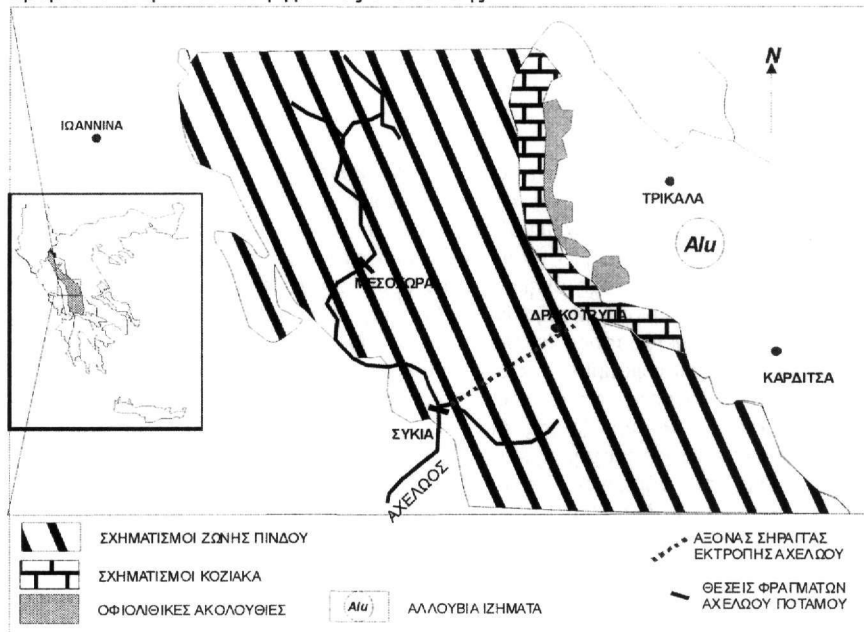 ΙΩΑΝΝΙΝΑ
N
ΤΡΙΚΑΛΑ
Alu
ΜΕΣΟΧΩΡΑ
ΔΡΑΚΟΤΡΥΠΑ
ΚΑΡΔΙΤΣΑ
ΣΥΚΙΑ
ΑΧΕΛΩΟΣ
ΣΧΗΜΑΤΙΣΜΟΙ ΖΩΝΗΣ ΠΙΝΔΟΥ
ΣΧΗΜΑΤΙΣΜΟΙ ΚΟΖΙΑΚΑ
ΟΦΙΟΛΙΘΙΚΕΣ ΑΚΟΛΟΥΘΙΕΣ
Alu ΑΛΛΟΥΒΙΑ ΙΖΗΜΑΤΑ
ΑΞΟΝΑΣ ΣΗΡΑΓΓΑΣ
ΕΚΤΡΟΠΗΣ ΑΧΕΛΩΟΥ
ΘΕΣΕΙΣ ΦΡΑΓΜΑΤΩΝ
ΑΧΕΛΩΟΥ ΠΟΤΑΜΟΥ